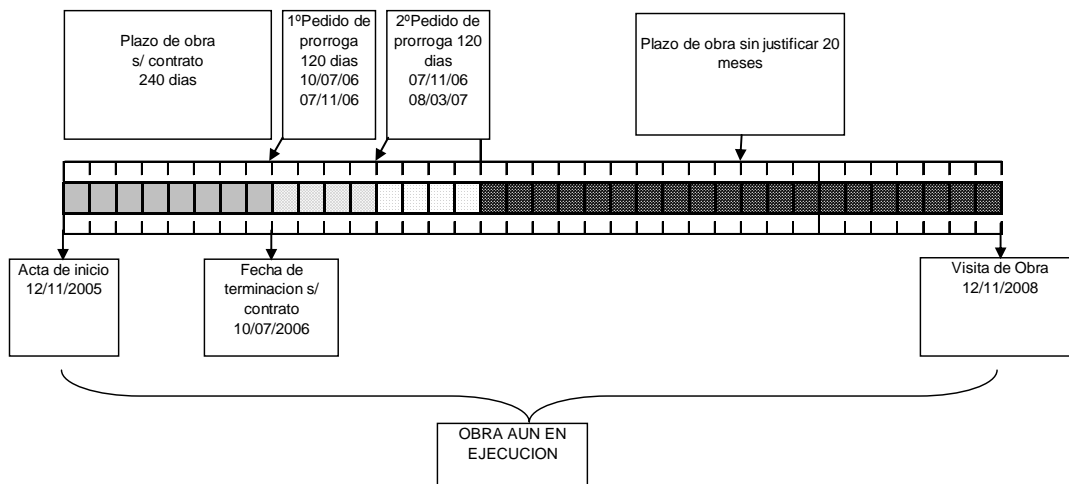 Plazo de obra
s/ contrato
240 dias
1ºPedido de
prorroga
120 dias
10/07/06
07/11/06
2ºPedido de
prorroga 120
dias
07/11/06
08/03/07
Plazo de obra sin justificar 20
meses
Acta de inicio
12/11/2005
Fecha de
terminacion s/
contrato
10/07/2006
Visita de Obra
12/11/2008
OBRA AUN EN
EJECUCION